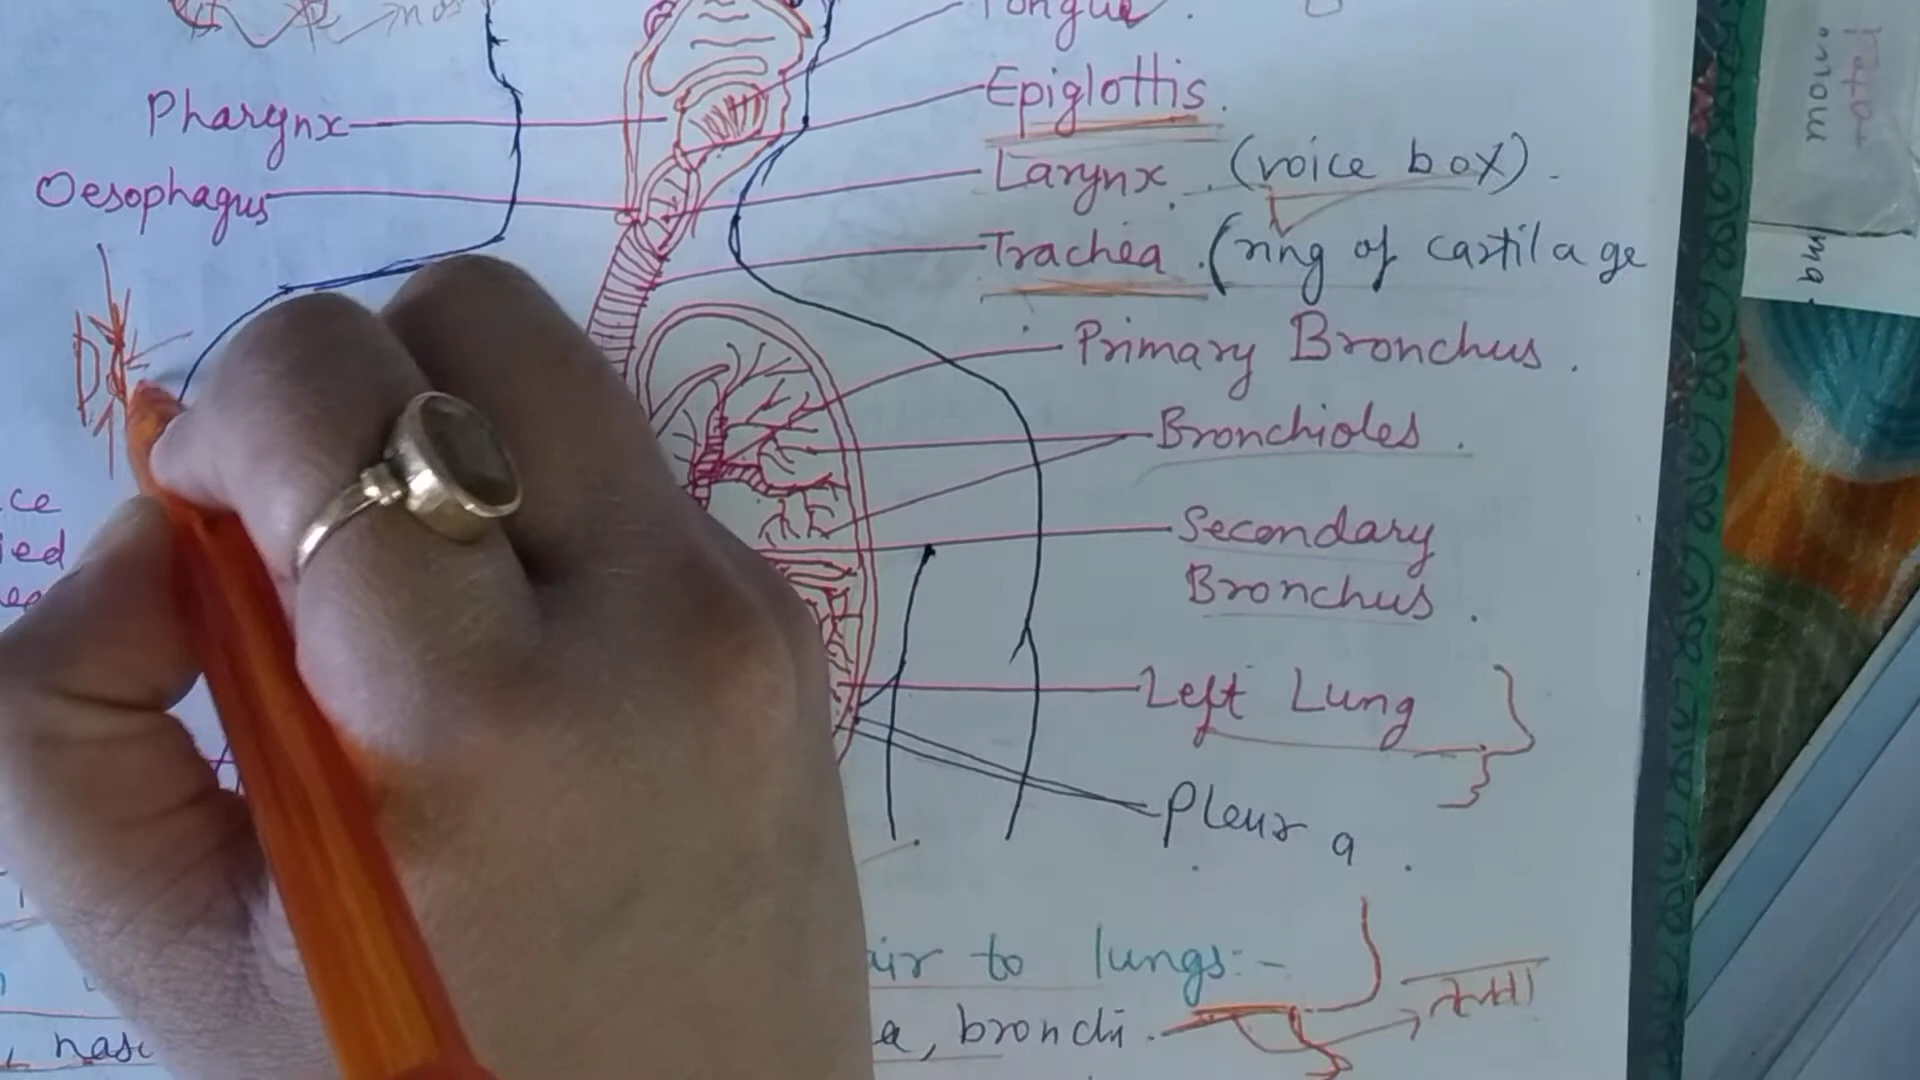 Tongue.
Pharynx
Epiglottis.
Oesophagus
Larynx. (voice box).
Trachea. (ring of cartilage
Primary Bronchus.
Bronchioles.
Secondary
Bronchus.
Left Lung
Pleura.
air to lungs:-
bronchi.